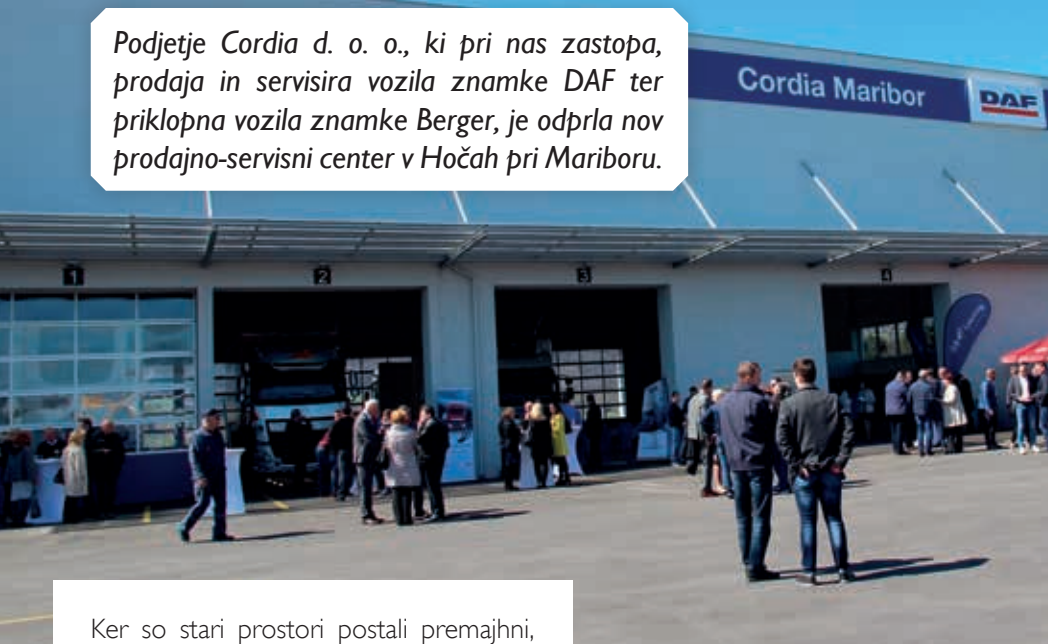 Podjetje Cordia d. o. o., ki pri nas zastopa,
prodaja in servisira vozila znamke DAF ter
priklopna vozila znamke Berger, je odprla nov
prodajno-servisni center v Hočah pri Mariboru.
Cordia Maribor
DAF
1
2
3
4
Ker so stari prostori postali premajhni,